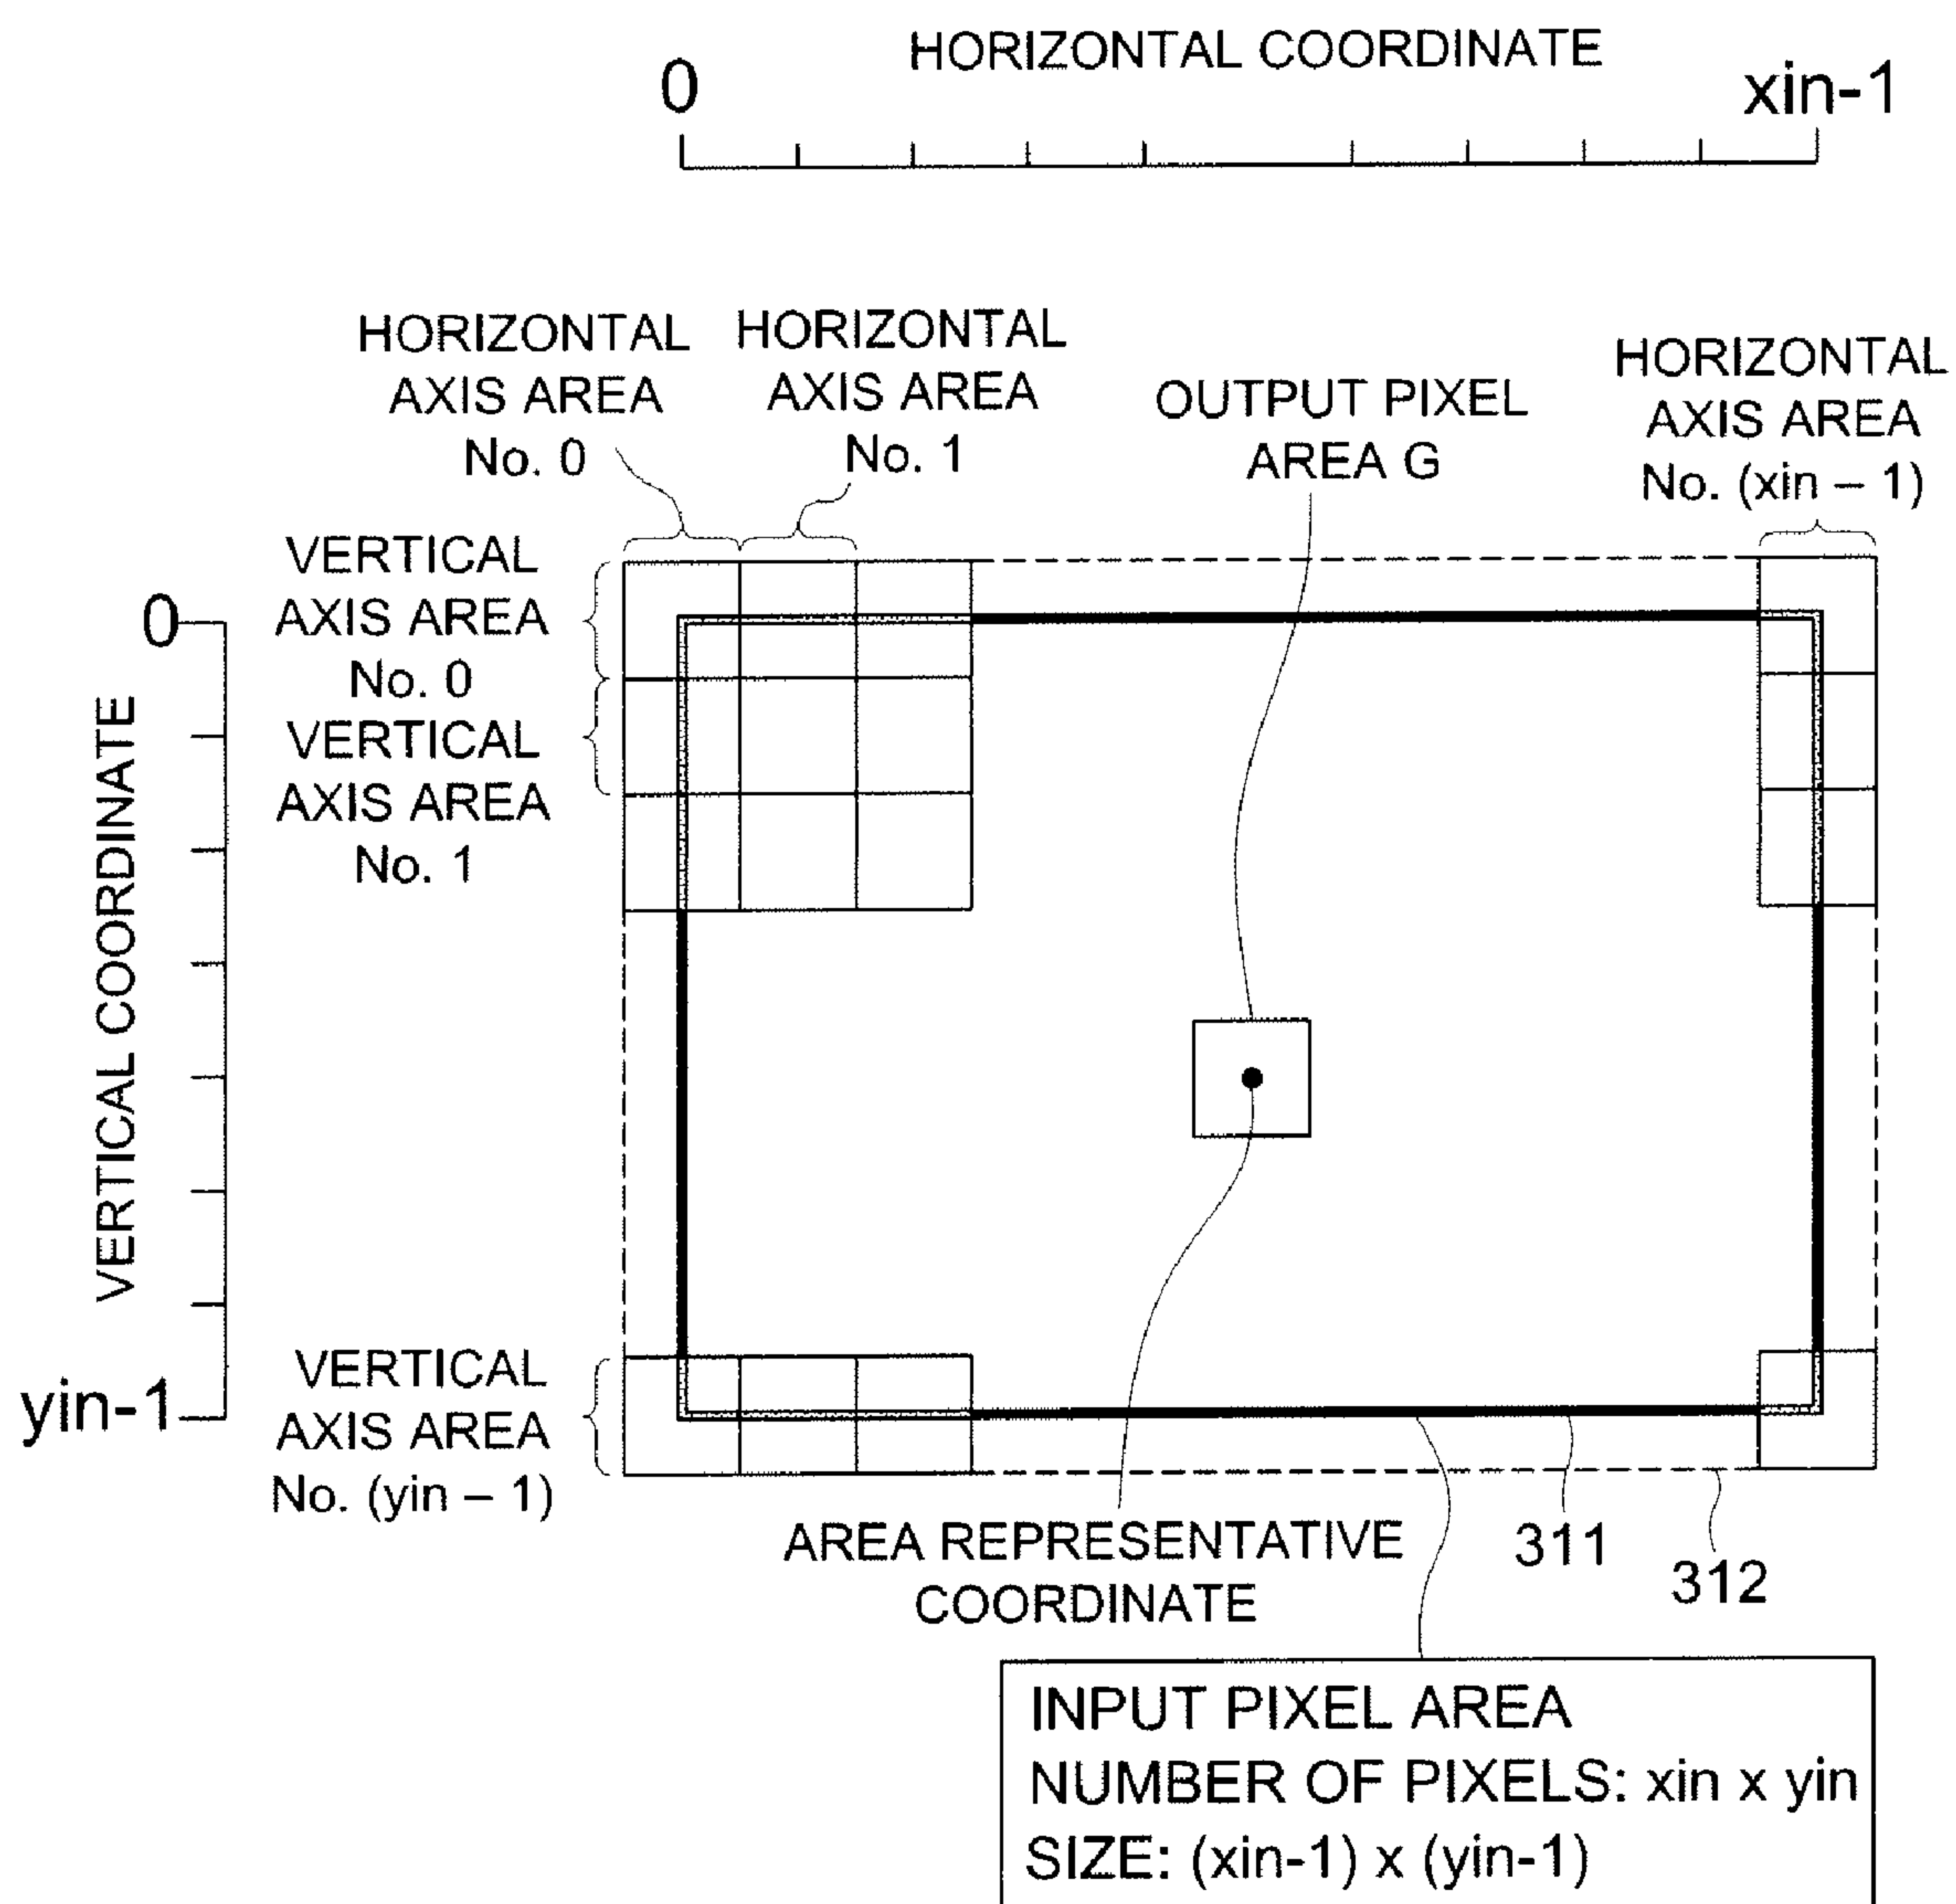 HORIZONTAL COORDINATE
0
xin-1
HORIZONTAL
AXIS AREA
No. 0
HORIZONTAL
AXIS AREA
No. 1
OUTPUT PIXEL
AREA G
HORIZONTAL
AXIS AREA
No. (xin – 1)
VERTICAL
AXIS AREA
No. 0
VERTICAL
AXIS AREA
No. 1
0
VERTICAL COORDINATE
yin-1
VERTICAL
AXIS AREA
No. (yin – 1)
AREA REPRESENTATIVE
COORDINATE
311
312
INPUT PIXEL AREA
NUMBER OF PIXELS: xin x yin
SIZE: (xin-1) x (yin-1)